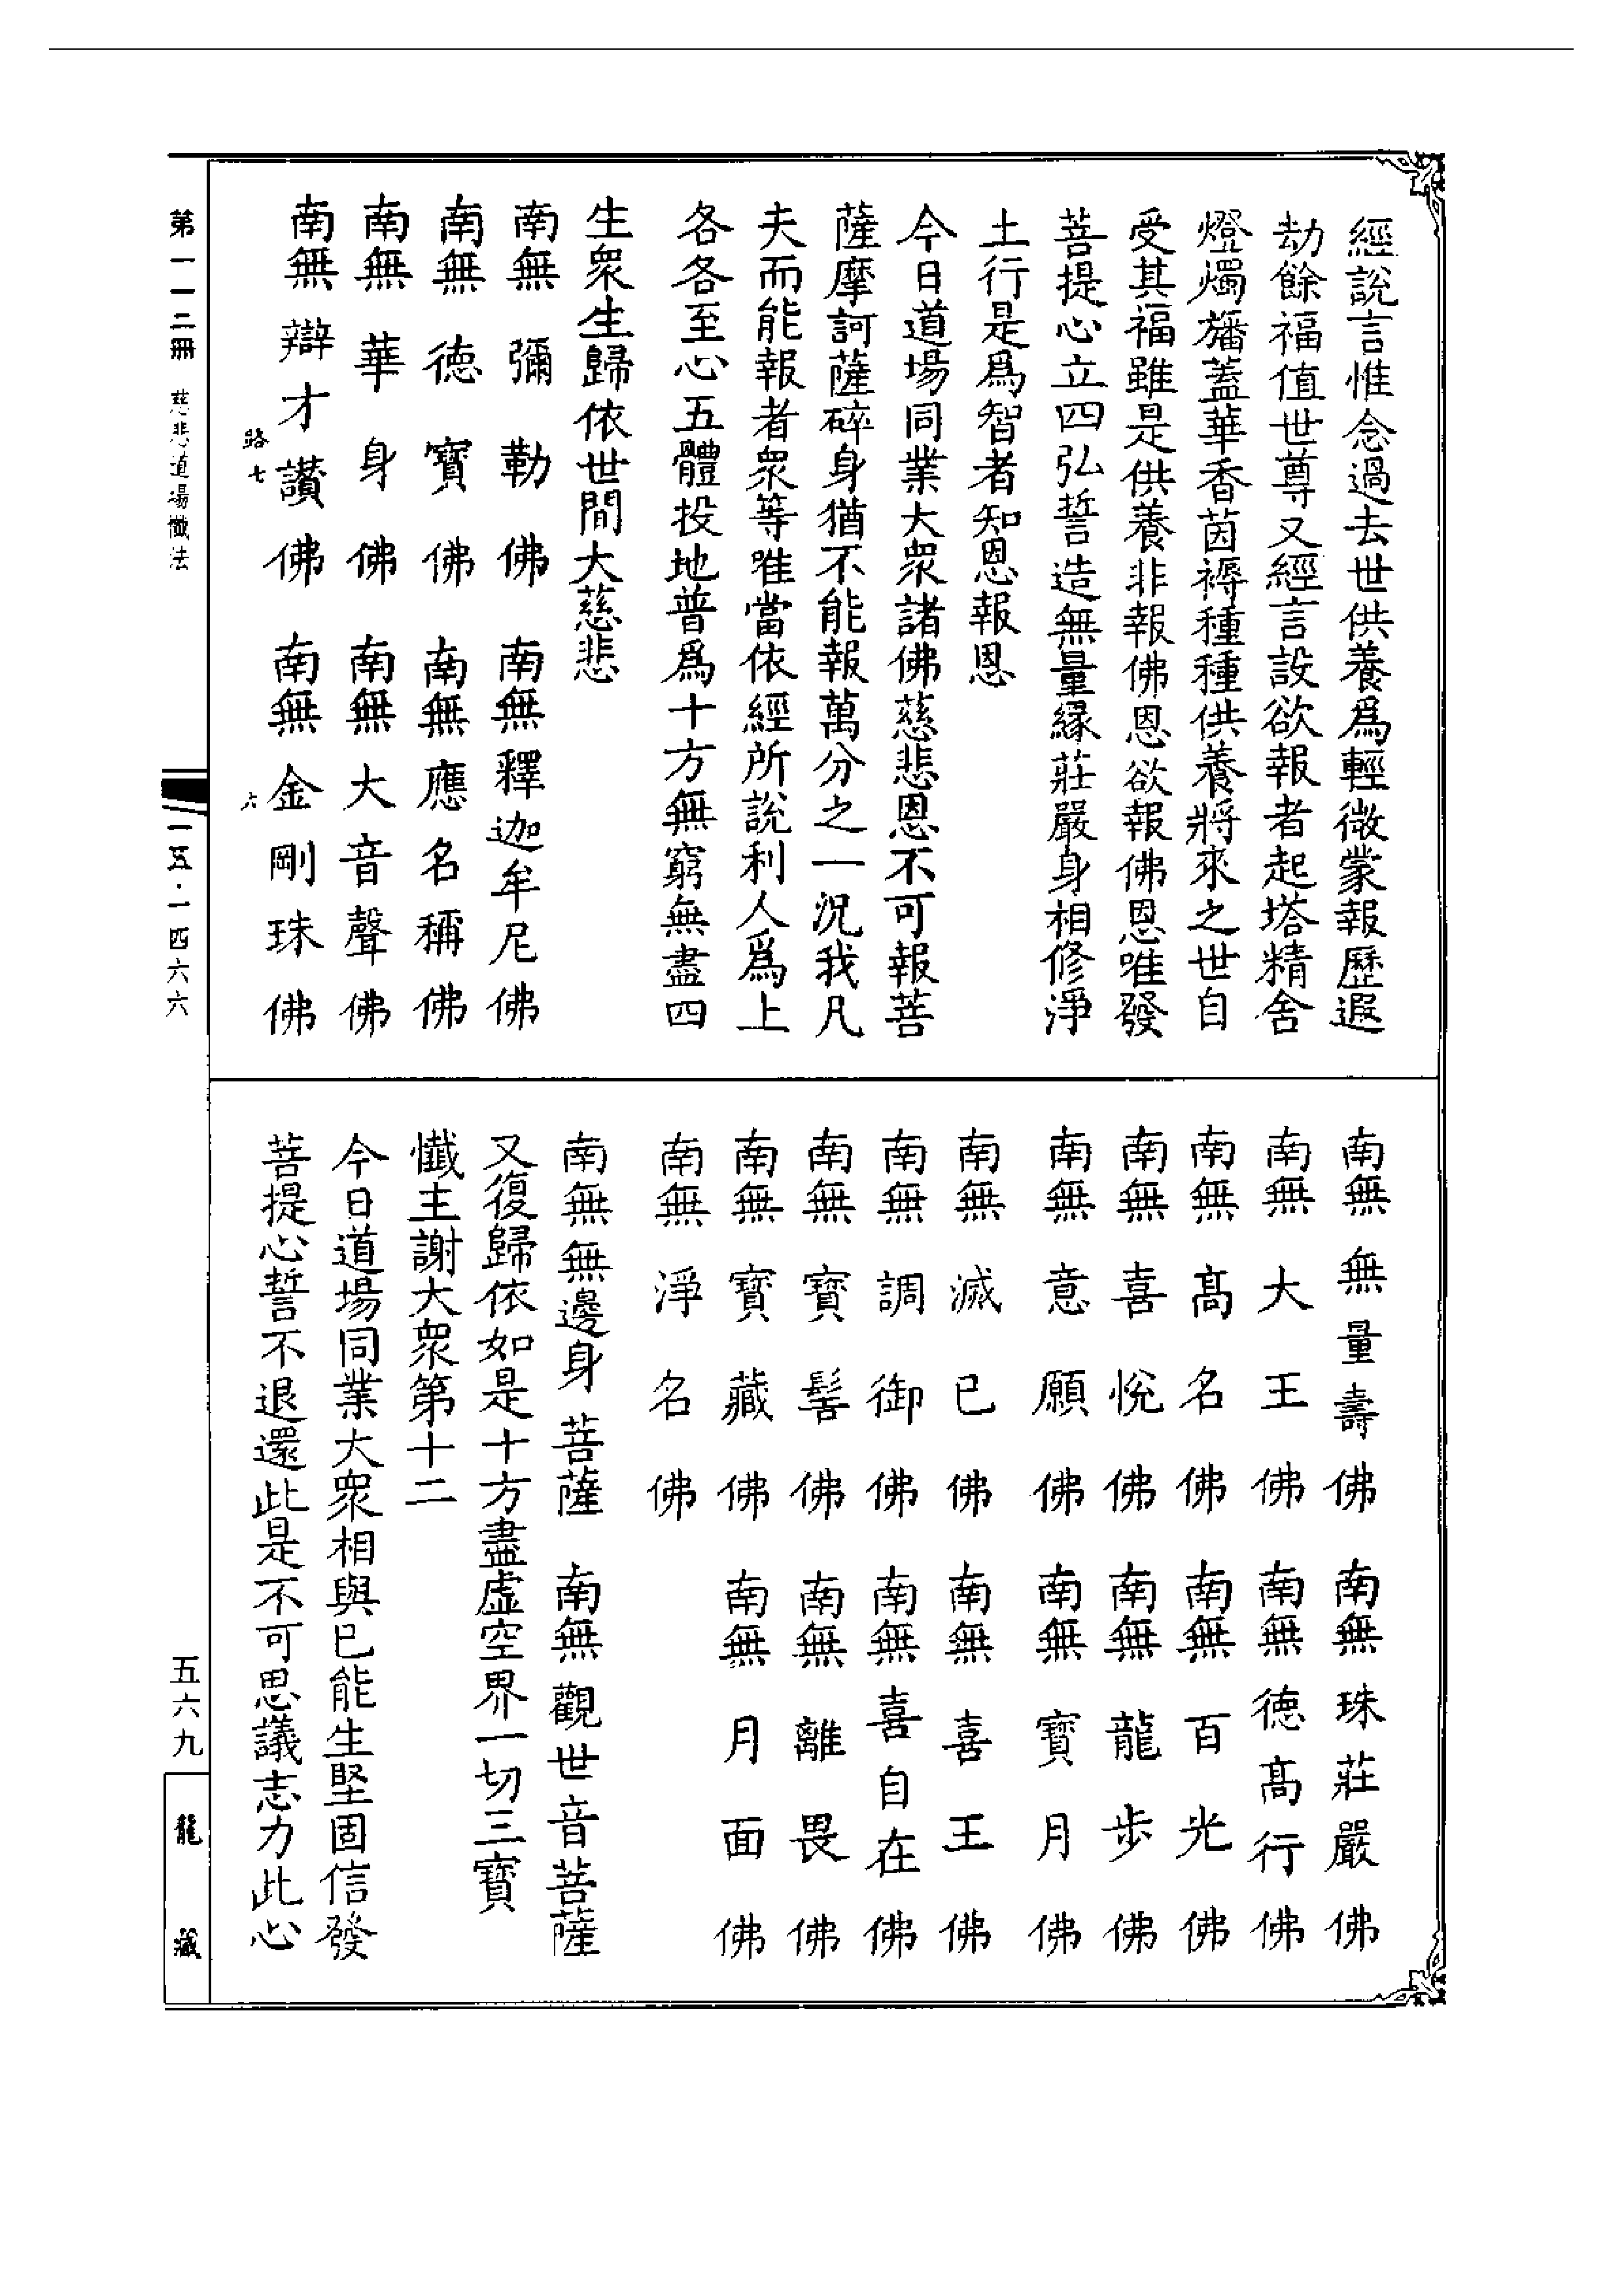 經說言惟念過去世供養爲輕微蒙報歷遐
劫餘福值世尊又經言設欲報者起塔精舍
燈燭旛蓋華香茵褥種種供養將來之世自
受其福雖是供養非報佛恩欲報佛恩唯發
菩提心立四弘誓造無量緣莊嚴身相修淨
土行是爲智者知恩報恩
今日道場同業大衆諸佛慈悲恩不可報菩
薩摩訶薩碎身猶不能報萬分之一況我凡
夫而能報者衆等唯當依經所說利人爲上
各各至心五體投地普爲十方無窮無盡四
生衆生歸依世間大慈悲
南無彌勒佛 南無釋迦牟尼佛
南無德寶佛 南無應名稱佛
南無華身佛 南無大音聲佛
南無辯才讚佛 南無金剛珠佛
路七 六
南無無量壽佛 南無珠莊嚴佛
南無大王佛 南無德高行佛
南無高名佛 南無百光佛
南無喜悅佛 南無龍步佛
南無意願佛 南無寶月佛
南無滅已佛 南無喜王佛
南無調御佛 南無喜自在佛
南無寶髻佛 南無離畏佛
南無寶藏佛 南無月面佛
南無淨名佛
南無無邊身菩薩 南無觀世音菩薩
又復歸依如是十方盡虛空界一切三寶
懺主謝大衆第十二
今日道場同業大衆相與已能生堅固信發
菩提心誓不退還此是不可思議志力此心
第一一二冊 慈悲道場懺法
一五·一四六六
五六九
龍藏